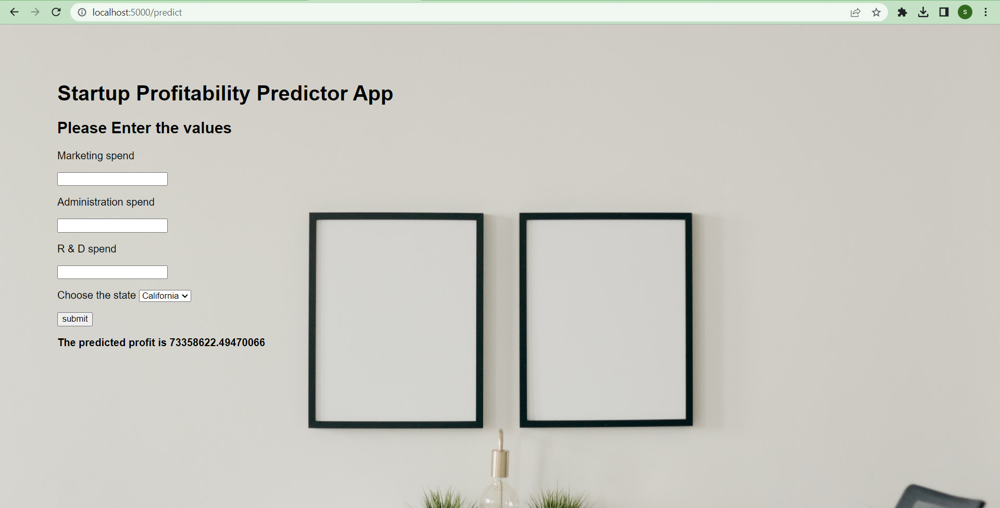 localhost:5000/predict
s
Startup Profitability Predictor App
Please Enter the values
Marketing spend
Administration spend
R & D spend
Choose the state California
submit
The predicted profit is 73358622.49470066